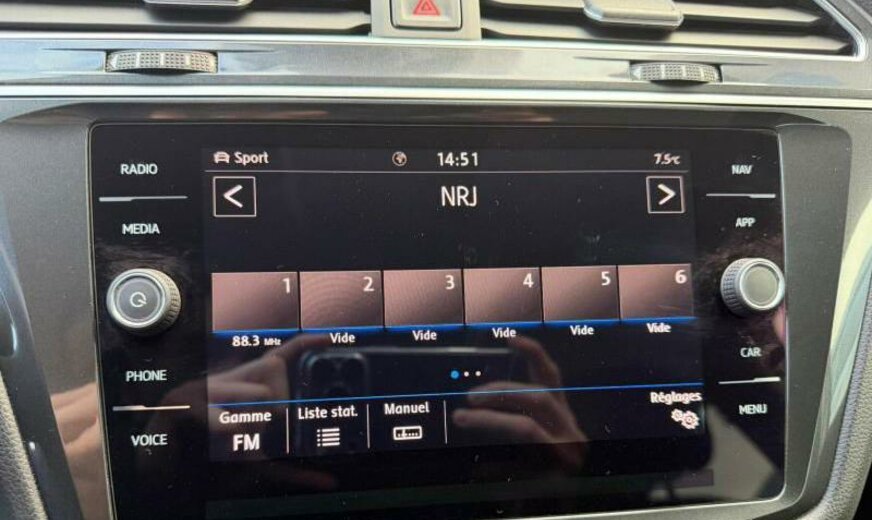 RADIO
MEDIA
PHONE
VOICE
Sport
14:51
7.5°C
NRJ
1
2
3
4
5
6
88.3 MHz
Vide
Vide
Vide
Vide
Vide
Gamme
FM
Liste stat.
Manuel
Réglages
NAV
APP
CAR
MENU